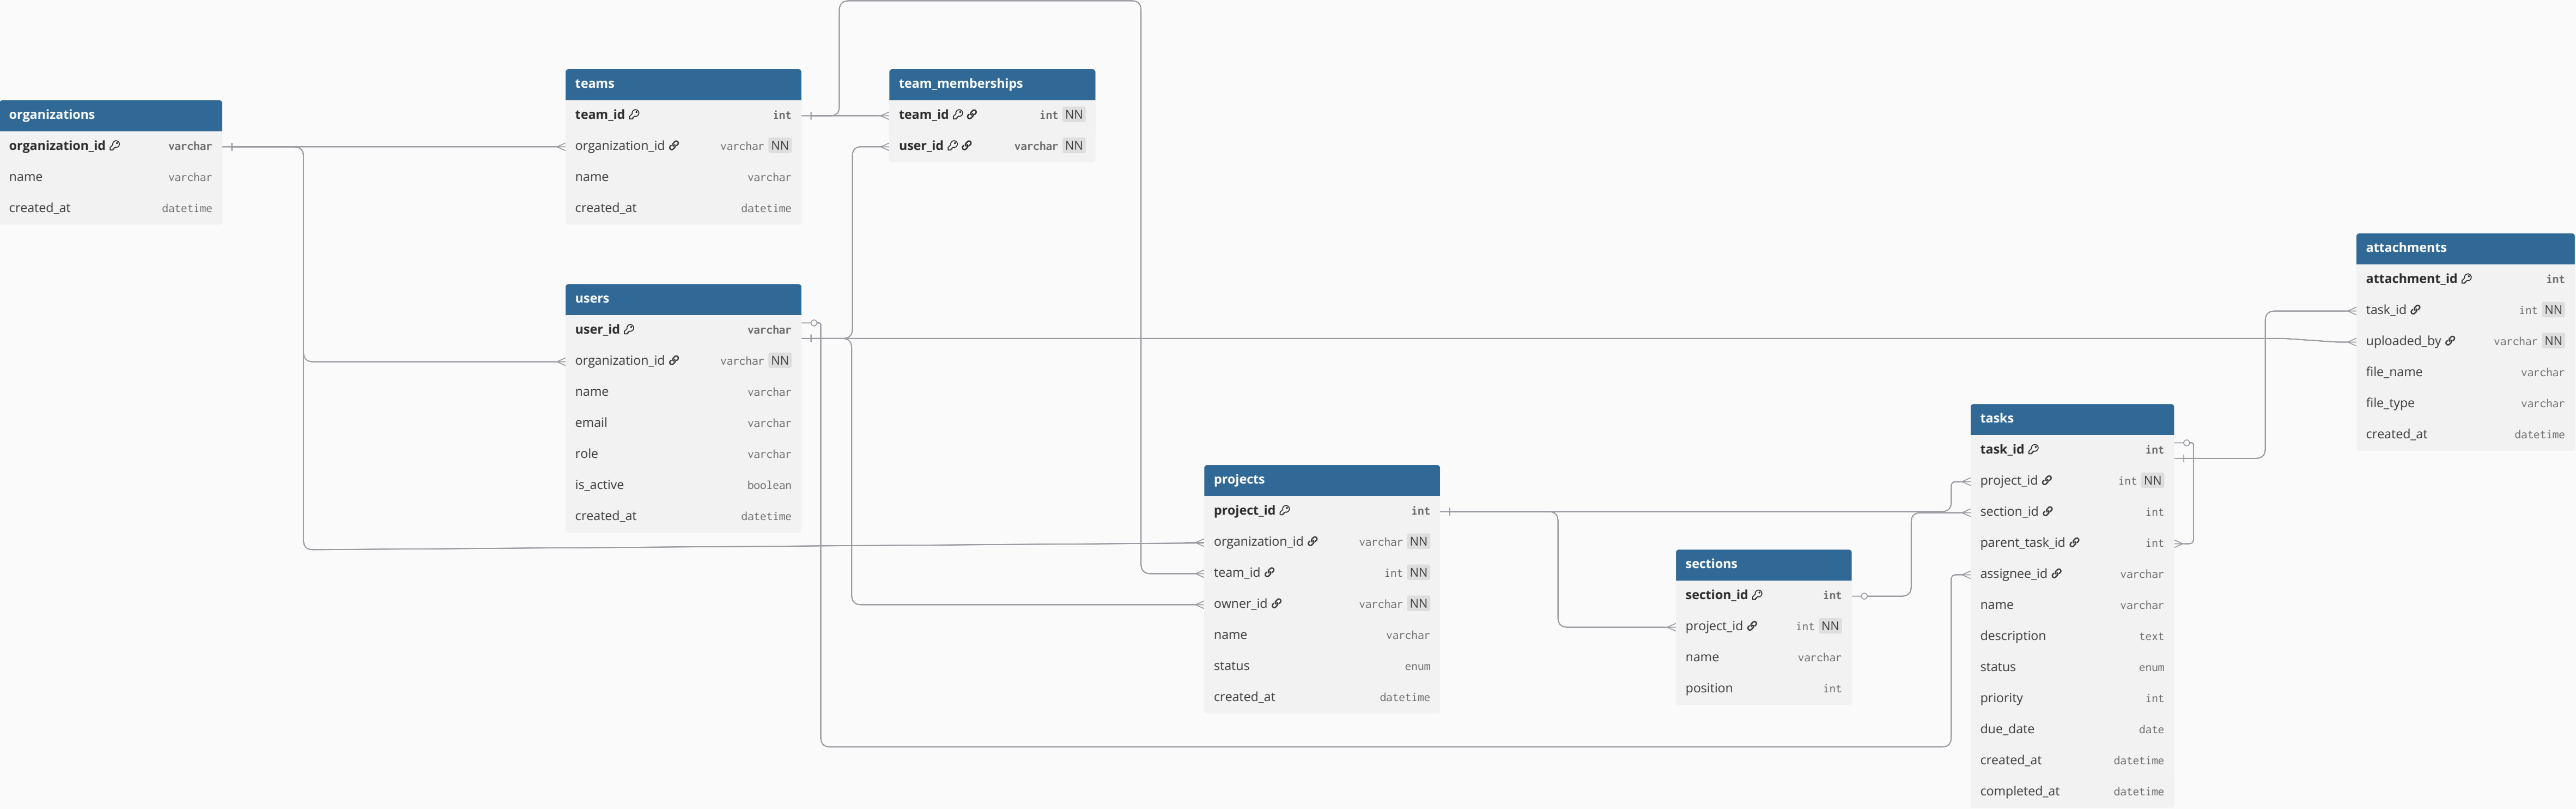 organizations
organization_id varchar
name varchar
created_at datetime
teams
team_id int
organization_id varchar NN
name varchar
created_at datetime
team_memberships
team_id int NN
user_id varchar NN
users
user_id varchar
organization_id varchar NN
name varchar
email varchar
role varchar
is_active boolean
created_at datetime
projects
project_id int
organization_id varchar NN
team_id int NN
owner_id varchar NN
name varchar
status enum
created_at datetime
sections
section_id int
project_id int NN
name varchar
position int
tasks
task_id int
project_id int NN
section_id int
parent_task_id int
assignee_id varchar
name varchar
description text
status enum
priority int
due_date date
created_at datetime
completed_at datetime
attachments
attachment_id int
task_id int NN
uploaded_by varchar NN
file_name varchar
file_type varchar
created_at datetime